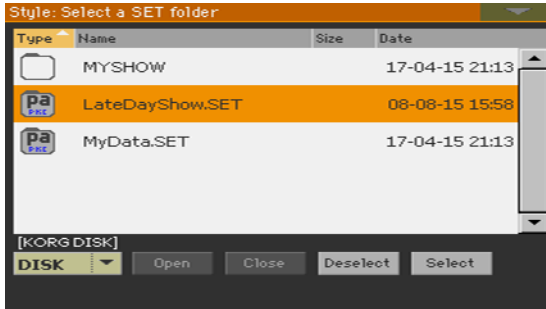 Style: Select a SET folder
Type Name Size Date
MYSHOW 17-04-15 21:13
Pa PKG LateDayShow.SET 08-08-15 15:58
Pa PKG MyData.SET 17-04-15 21:13
[KORG DISK]
DISK Open Close Deselect Select